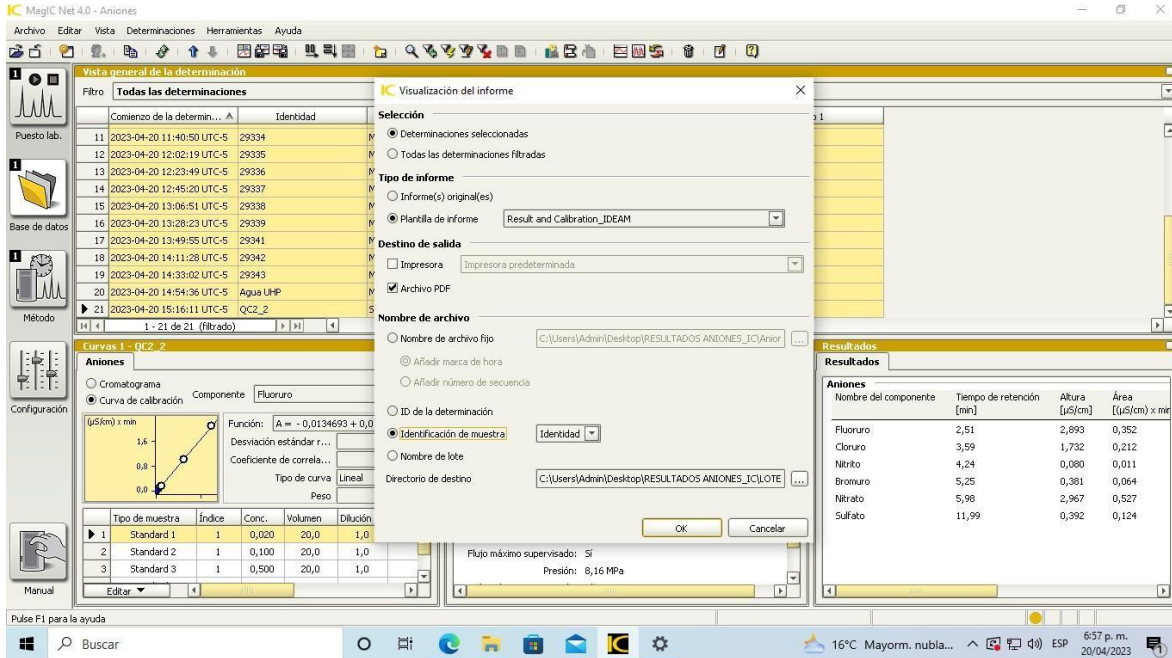 MagIC Net 4.0 - Aniones
Archivo Editar Vista Determinaciones Herramientas Ayuda
Vista general de la determinación
Filtro Todas las determinaciones
Comienzo de la determin... Identidad
11 2023-04-20 11:40:50 UTC-5 29334
12 2023-04-20 12:02:19 UTC-5 29335
13 2023-04-20 12:23:49 UTC-5 29336
14 2023-04-20 12:45:20 UTC-5 29337
15 2023-04-20 13:06:51 UTC-5 29338
16 2023-04-20 13:28:23 UTC-5 29339
17 2023-04-20 13:49:55 UTC-5 29341
18 2023-04-20 14:11:28 UTC-5 29342
19 2023-04-20 14:33:02 UTC-5 29343
20 2023-04-20 14:54:36 UTC-5 Agua UHP
21 2023-04-20 15:16:11 UTC-5 QC2_2
1 - 21 de 21 (filtrado)
1
Puesto lab.
1
Base de datos
1
Método
Configuración
Manual
Visualización del informe
Selección
Determinaciones seleccionadas
Todas las determinaciones filtradas
Tipo de informe
Informe(s) original(es)
Plantilla de informe Result and Calibration_IDEAM
Destino de salida
Impresora Impresora predeterminada
Archivo PDF
Nombre de archivo
Nombre de archivo fijo C:\Users\Admin\Desktop\RESULTADOS ANIONES_IC\Anior ...
Añadir marca de hora
Añadir número de secuencia
ID de la determinación
Identificación de muestra Identidad
Nombre de lote
Directorio de destino C:\Users\Admin\Desktop\RESULTADOS ANIONES_IC\LOTE ...
OK Cancelar
Curvas 1 - QC2_2
Aniones
Cromatograma
Curva de calibración Componente Fluoruro
(µS/cm) x min
1,6
0,8
0,0
Función: A = - 0,0134693 + 0,0
Desviación estándar r...
Coeficiente de correla...
Tipo de curva Lineal
Peso
Tipo de muestra Índice Conc. Volumen Dilución
1 Standard 1 1 0,020 20,0 1,0
2 Standard 2 1 0,100 20,0 1,0
3 Standard 3 1 0,500 20,0 1,0
Editar
Flujo máximo supervisado: Sí
Presión: 8,16 MPa
Resultados
Resultados
Aniones
Nombre del componente Tiempo de retención [min] Altura [µS/cm] Área [(µS/cm) x min
Fluoruro 2,51 2,893 0,352
Cloruro 3,59 1,732 0,212
Nitrito 4,24 0,080 0,011
Bromuro 5,25 0,381 0,064
Nitrato 5,98 2,967 0,527
Sulfato 11,99 0,392 0,124
Pulse F1 para la ayuda
Buscar
16°C Mayorm. nubla... ESP 6:57 p. m.
20/04/2023